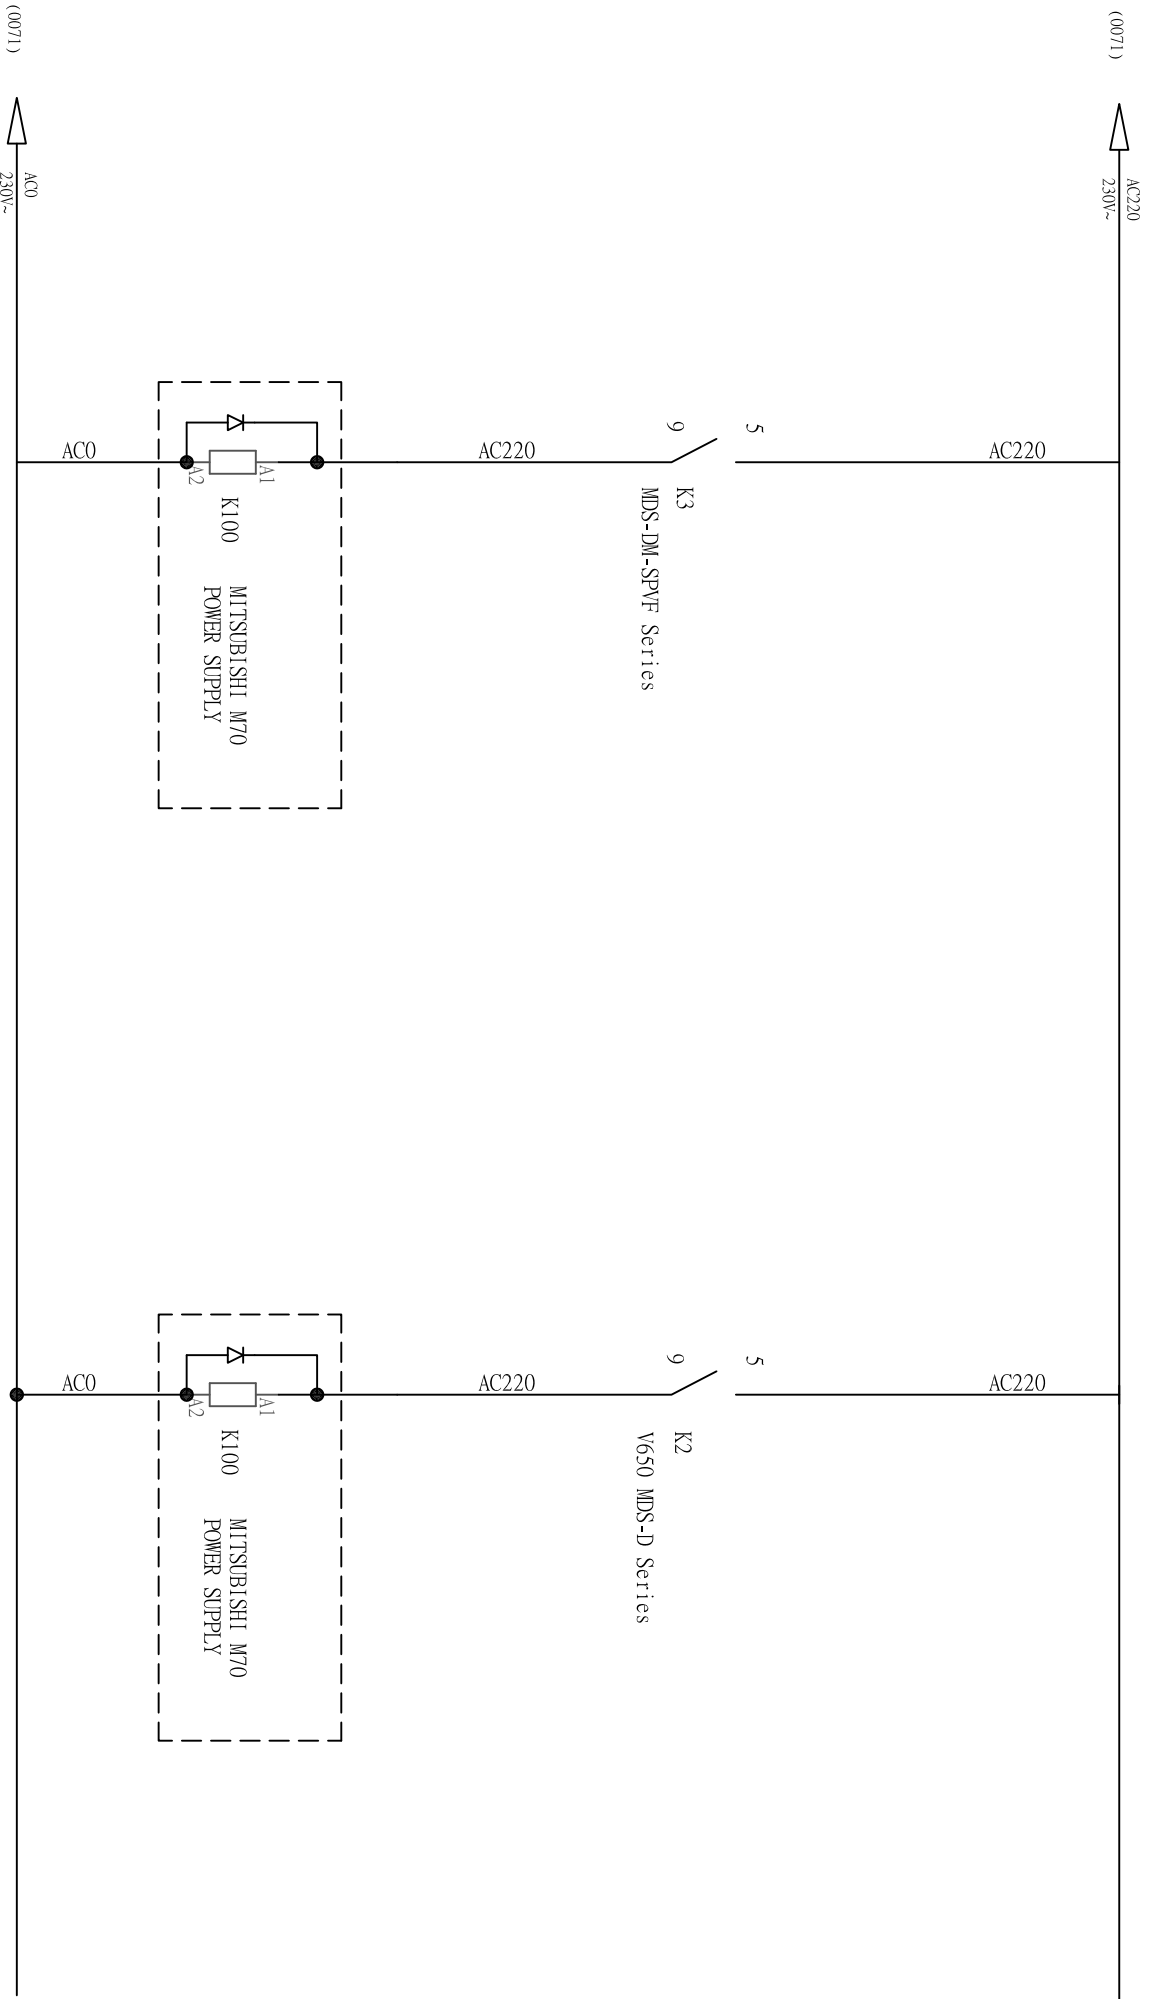 (0071)
AC220
230V~
(0071)
AC0
230V~
AC220
5
9
K3
MDS-DM-SPVF Series
AC220
A1
A2
K100
MITSUBISHI M70
POWER SUPPLY
AC0
AC220
5
9
K2
V650 MDS-D Series
AC220
A1
A2
K100
MITSUBISHI M70
POWER SUPPLY
AC0